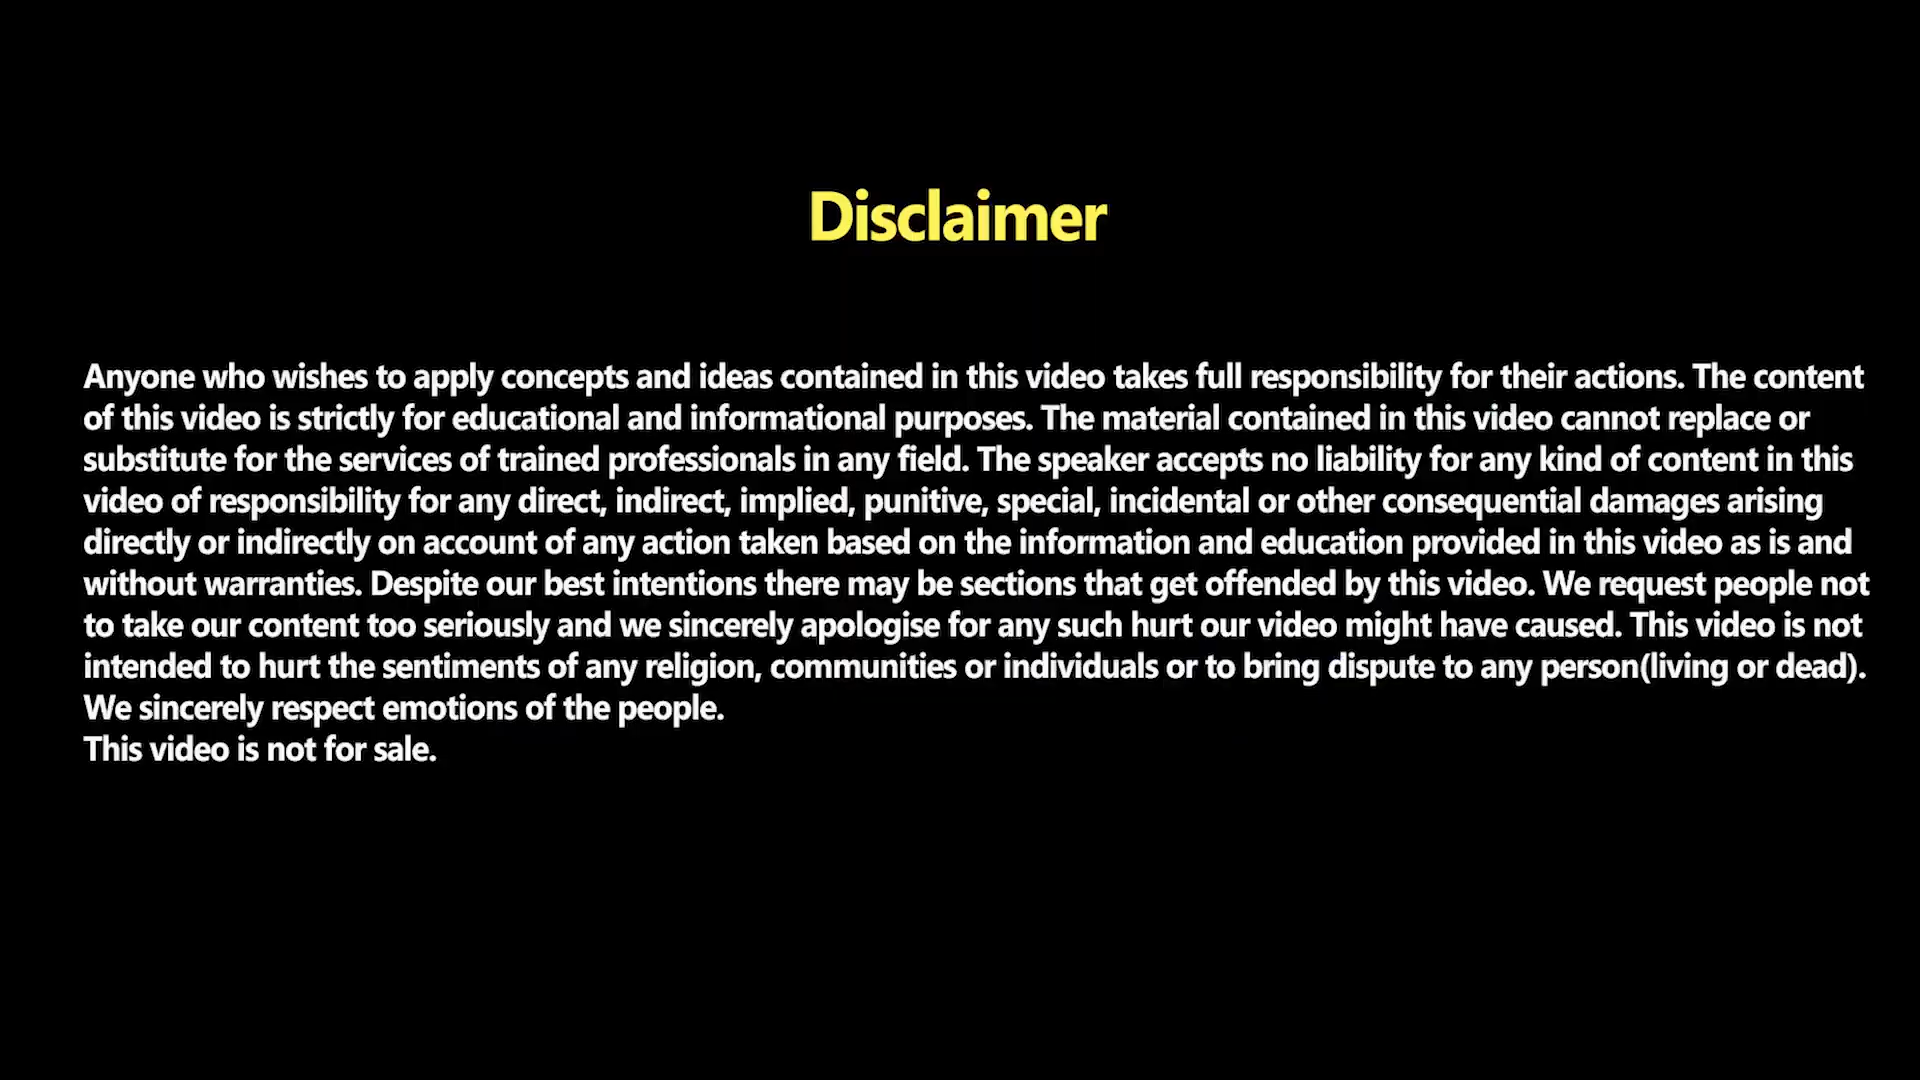 Disclaimer
Anyone who wishes to apply concepts and ideas contained in this video takes full responsibility for their actions. The content
of this video is strictly for educational and informational purposes. The material contained in this video cannot replace or
substitute for the services of trained professionals in any field. The speaker accepts no liability for any kind of content in this
video of responsibility for any direct, indirect, implied, punitive, special, incidental or other consequential damages arising
directly or indirectly on account of any action taken based on the information and education provided in this video as is and
without warranties. Despite our best intentions there may be sections that get offended by this video. We request people not
to take our content too seriously and we sincerely apologise for any such hurt our video might have caused. This video is not
intended to hurt the sentiments of any religion, communities or individuals or to bring dispute to any person(living or dead).
We sincerely respect emotions of the people.
This video is not for sale.